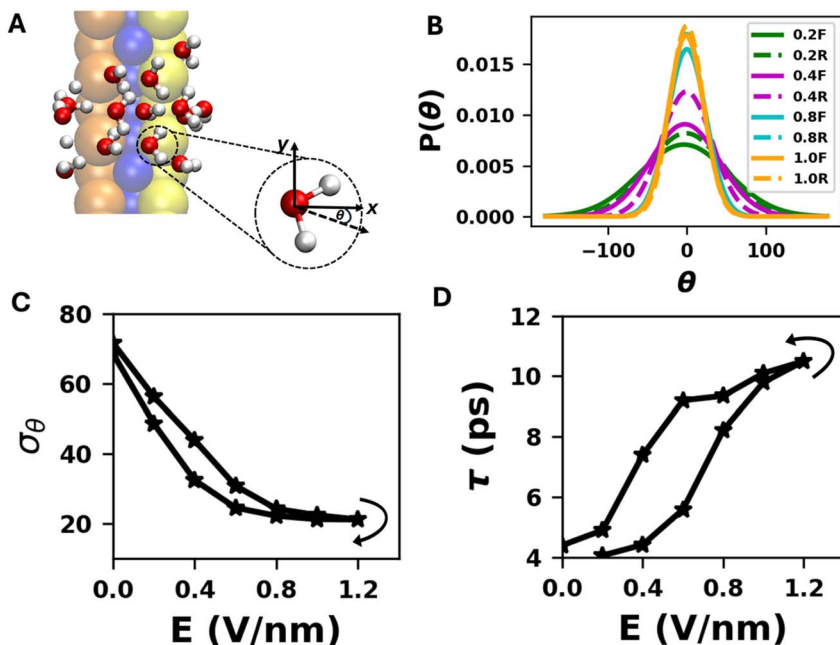 A
y
x
θ
B
P(θ)
0.015
0.010
0.005
0.000
−100
0
100
θ
0.2F
0.2R
0.4F
0.4R
0.8F
0.8R
1.0F
1.0R
C
σθ
80
60
40
20
0.0
0.4
0.8
1.2
E (V/nm)
D
τ (ps)
12
10
8
6
4
0.0
0.4
0.8
1.2
E (V/nm)